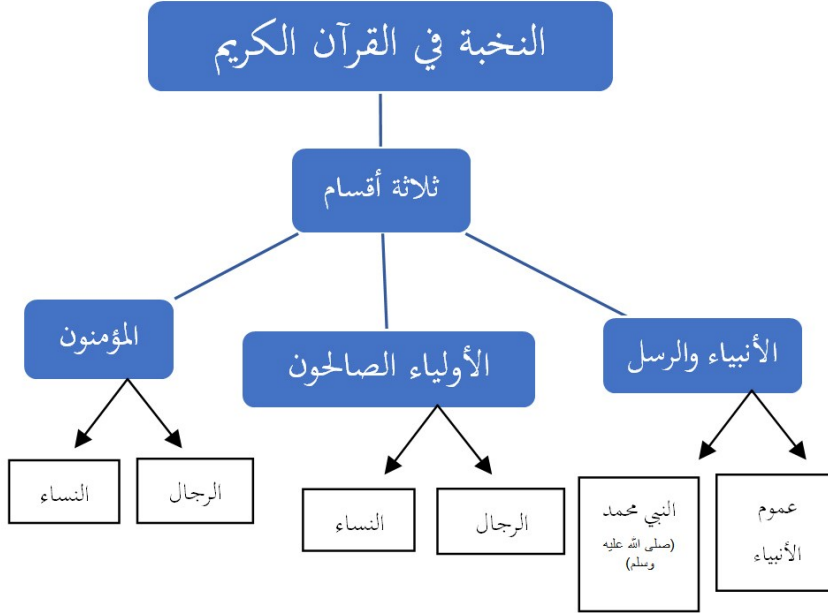 النخبة في القرآن الكريم
ثلاثة أقسام
الأنبياء والرسل
الأولياء الصالحون
المؤمنون
عموم
الأنبياء
النبي محمد
(صلى الله عليه
وسلم)
الرجال
النساء
الرجال
النساء